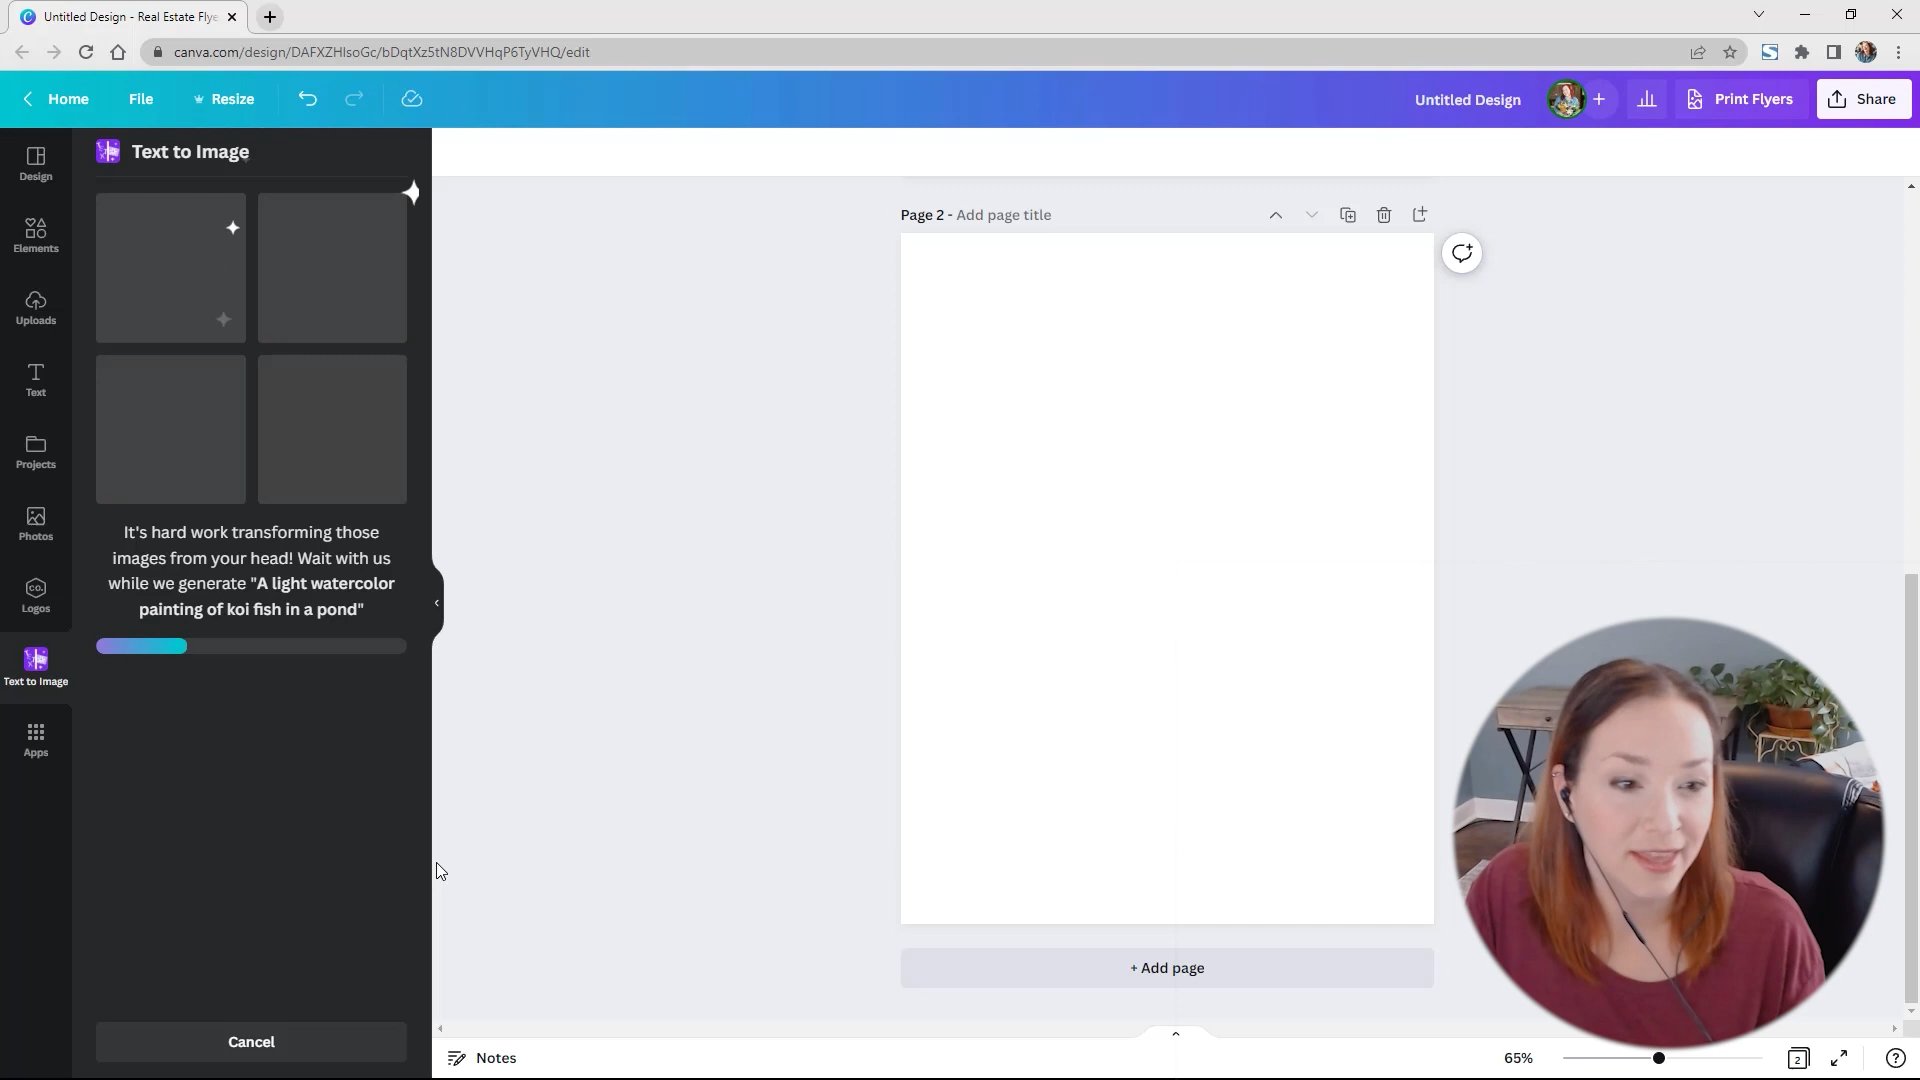 Untitled Design - Real Estate Flye
canva.com/design/DAFXZHIsoGc/bDqtXz5tN8DVVHqP6TyVHQ/edit
Home
File
Resize
Untitled Design
Print Flyers
Share
Design
Elements
Uploads
Text
Projects
Photos
CO.
Logos
Text to Image
Apps
Text to Image
It's hard work transforming those
images from your head! Wait with us
while we generate "A light watercolor
painting of koi fish in a pond"
Cancel
Page 2 - Add page title
+ Add page
Notes
65%
2